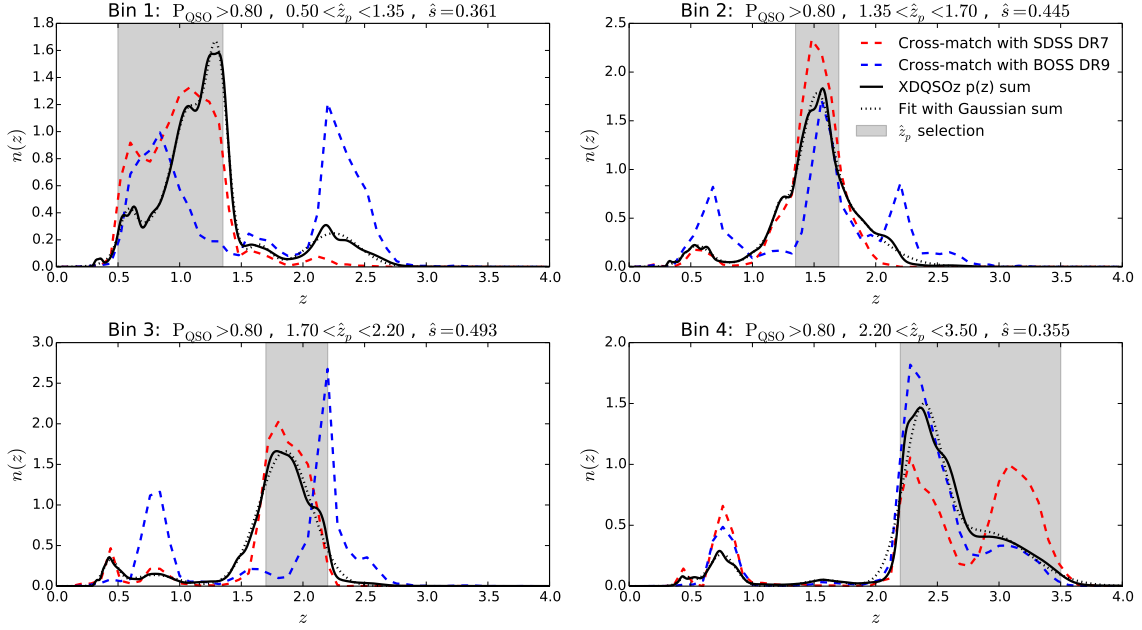 Bin 1: P_QSO >0.80 , 0.50 < ẑ_p <1.35 , ŝ =0.361
n(z)
1.8
1.6
1.4
1.2
1.0
0.8
0.6
0.4
0.2
0.0
0.0 0.5 1.0 1.5 2.0 2.5 3.0 3.5 4.0
z
Bin 2: P_QSO >0.80 , 1.35 < ẑ_p <1.70 , ŝ =0.445
n(z)
2.5
2.0
1.5
1.0
0.5
0.0
Cross-match with SDSS DR7
Cross-match with BOSS DR9
XDQSOz p(z) sum
Fit with Gaussian sum
ẑ_p selection
0.0 0.5 1.0 1.5 2.0 2.5 3.0 3.5 4.0
z
Bin 3: P_QSO >0.80 , 1.70 < ẑ_p <2.20 , ŝ =0.493
n(z)
3.0
2.5
2.0
1.5
1.0
0.5
0.0
0.0 0.5 1.0 1.5 2.0 2.5 3.0 3.5 4.0
z
Bin 4: P_QSO >0.80 , 2.20 < ẑ_p <3.50 , ŝ =0.355
n(z)
2.0
1.5
1.0
0.5
0.0
0.0 0.5 1.0 1.5 2.0 2.5 3.0 3.5 4.0
z